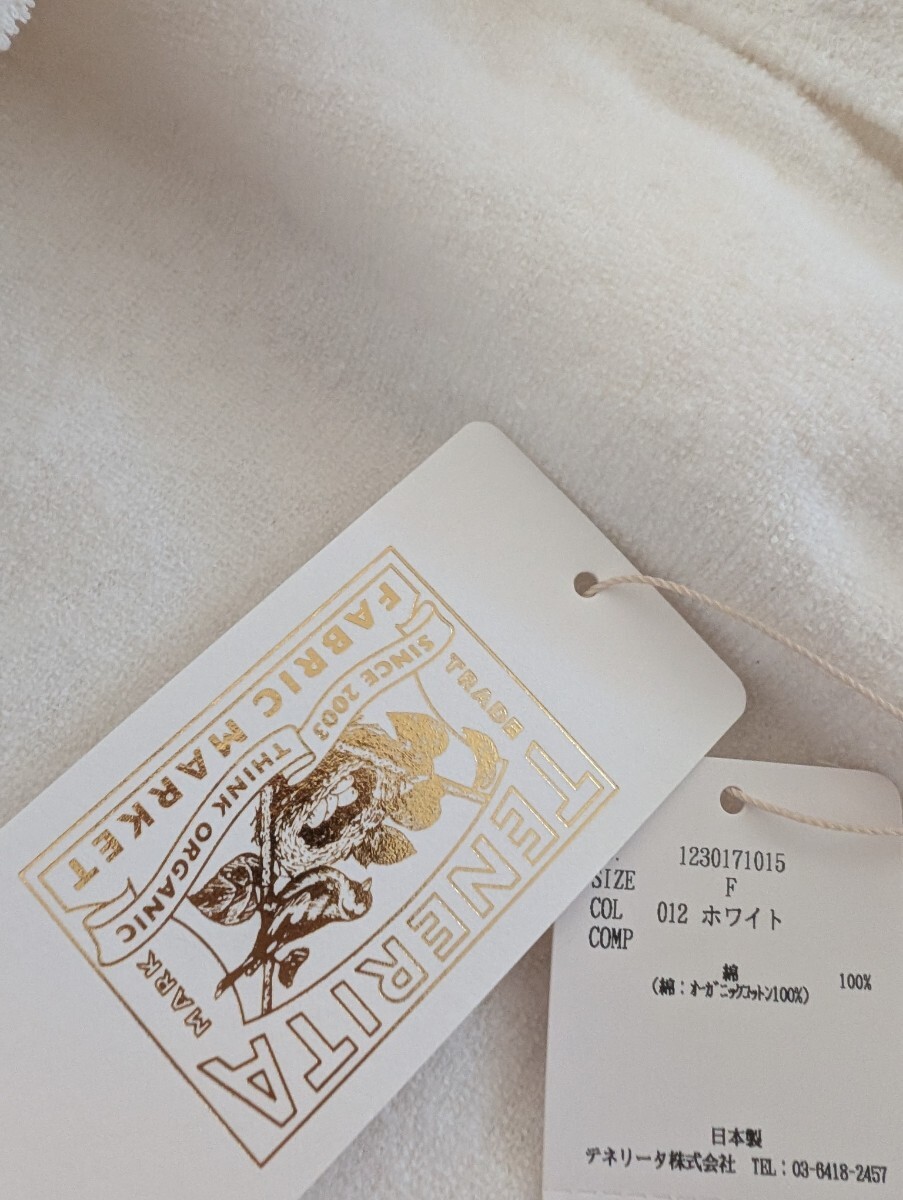 TENERITA
TRADE
MARK
SINCE 2003
THINK ORGANIC
FABRIC MARKET
1230171015
SIZE F
COL 012 ホワイト
COMP
綿 100%
(綿：オーガニックコットン100%)
日本製
テネリータ株式会社 TEL：03-6418-2457